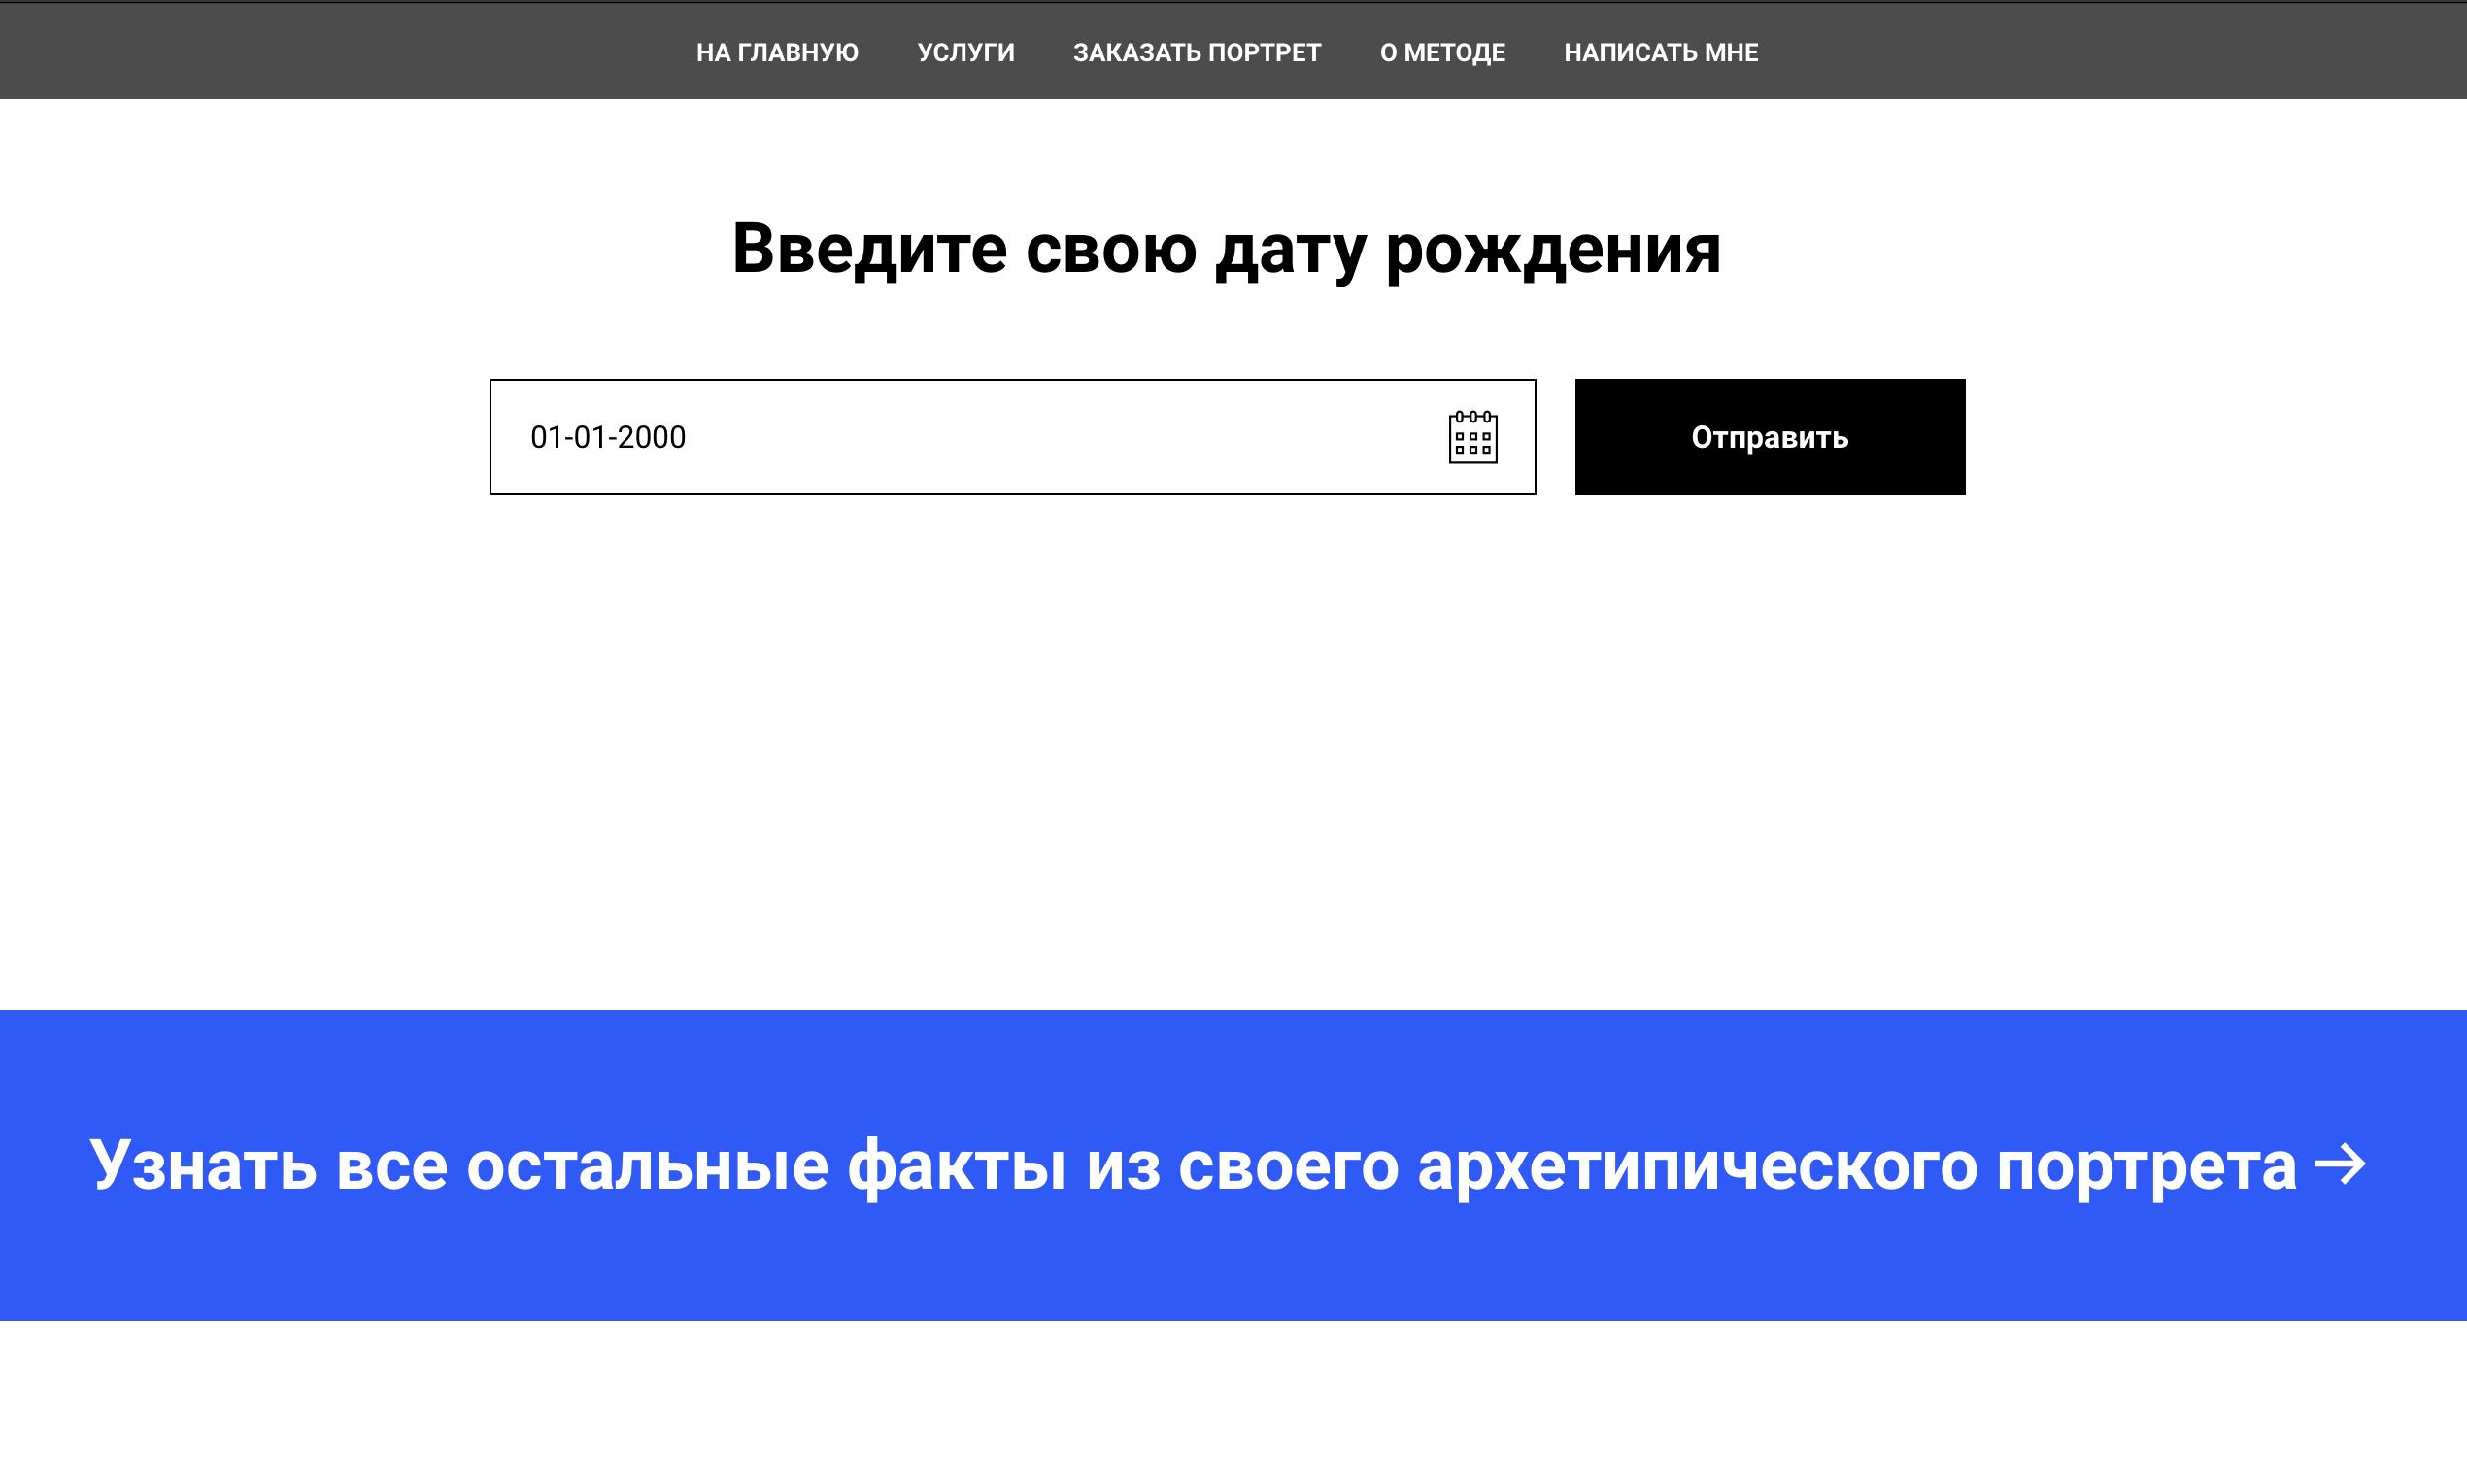 НА ГЛАВНУЮ УСЛУГИ ЗАКАЗАТЬ ПОРТРЕТ О МЕТОДЕ НАПИСАТЬ МНЕ
Введите свою дату рождения
01-01-2000
Отправить
Узнать все остальные факты из своего архетипического портрета →